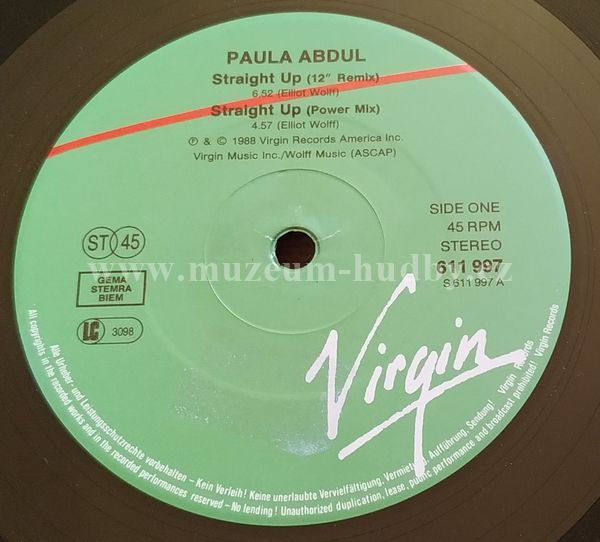 PAULA ABDUL
Straight Up (12" Remix)
6.52 (Elliot Wolff)
Straight Up (Power Mix)
4.57 (Elliot Wolff)
℗ & © 1988 Virgin Records America Inc.
Virgin Music Inc./Wolff Music (ASCAP)
SIDE ONE
45 RPM
STEREO
611 997
S 611 997 A
ST 45
www.muzeum-hudby.cz
GEMA
STEMRA
BIEM
LC 3098
Virgin
Alle Urheber- und Leistungsschutzrechte vorbehalten - Kein Verleih! Keine unerlaubte Vervielfältigung, Vermietung, Aufführung, Sendung! Virgin Records
All copyrights in the recorded works and in the recorded performances reserved - No lending! Unauthorized duplication, lease, public performance and broadcast prohibited! Virgin Records